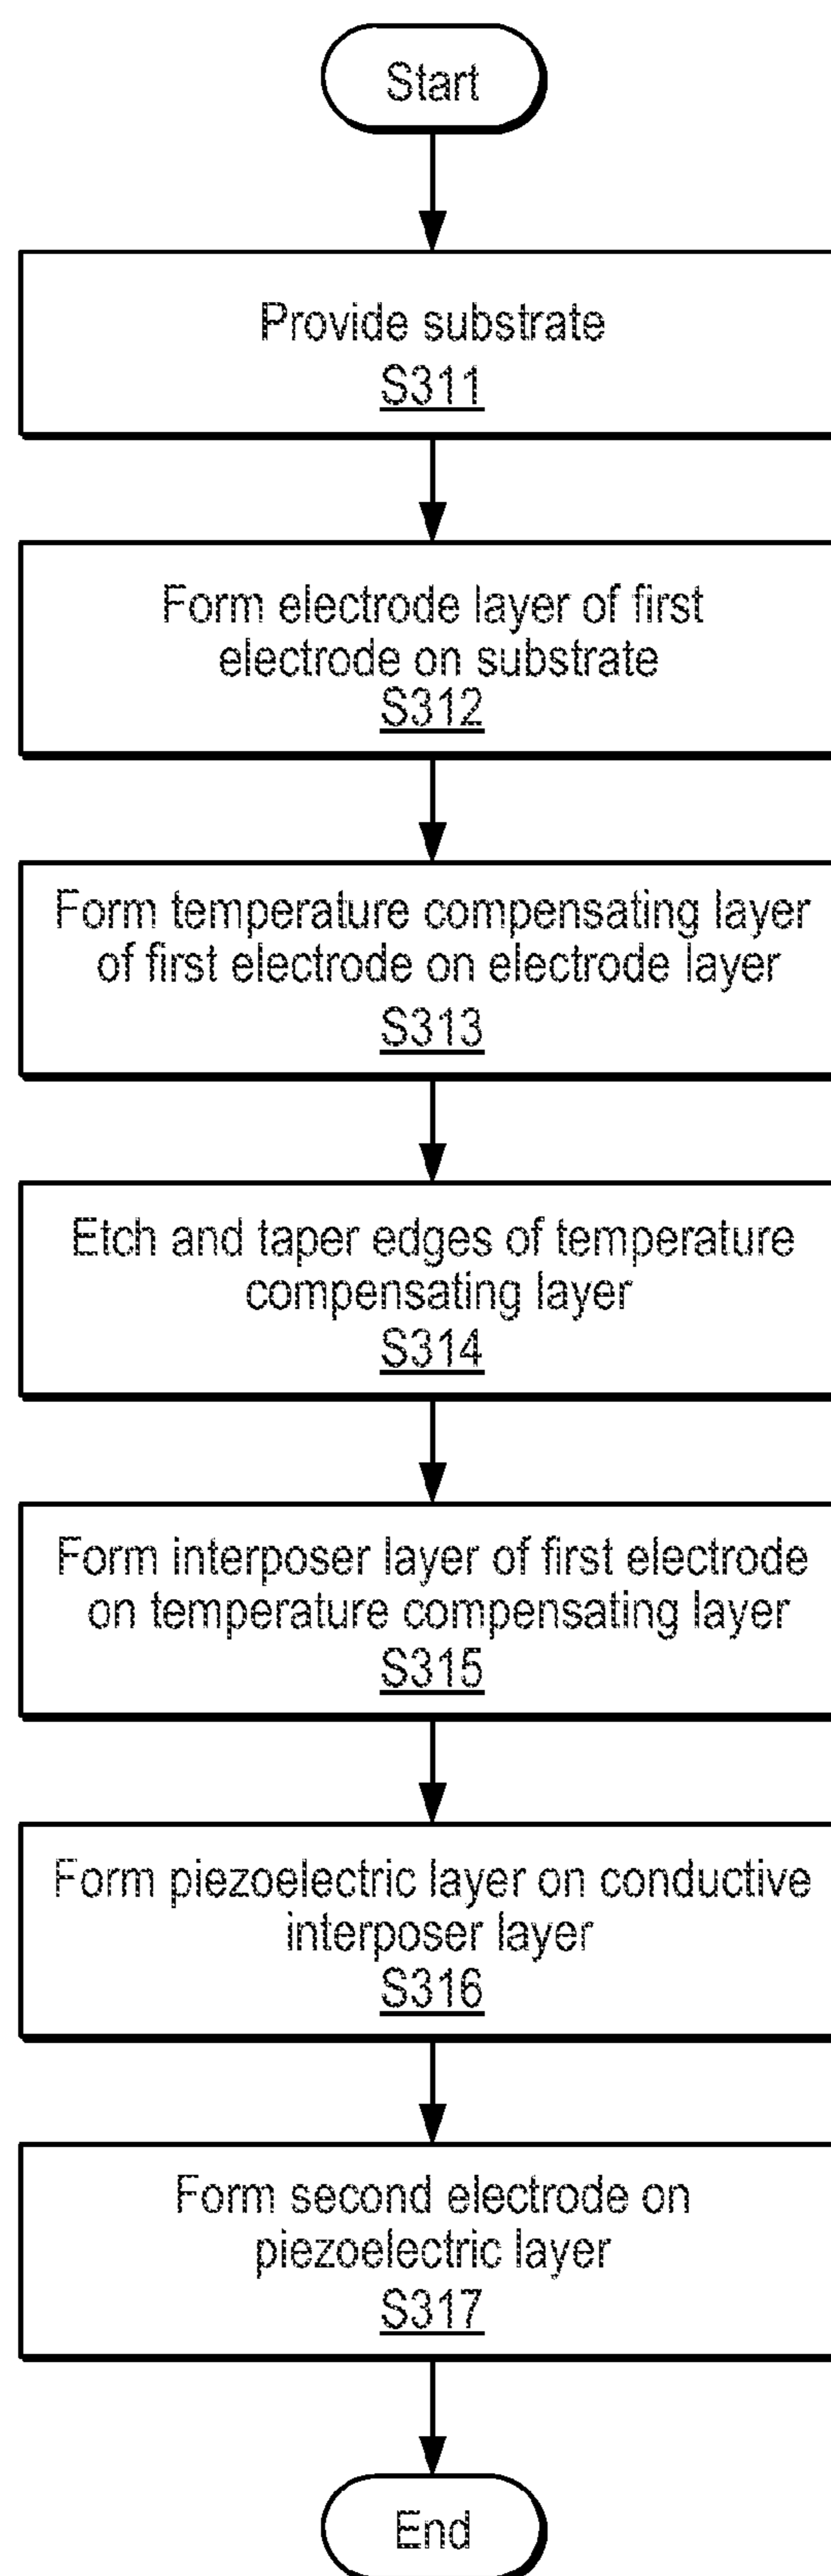 Start
Provide substrate
S311
Form electrode layer of first
electrode on substrate
S312
Form temperature compensating layer
of first electrode on electrode layer
S313
Etch and taper edges of temperature
compensating layer
S314
Form interposer layer of first electrode
on temperature compensating layer
S315
Form piezoelectric layer on conductive
interposer layer
S316
Form second electrode on
piezoelectric layer
S317
End